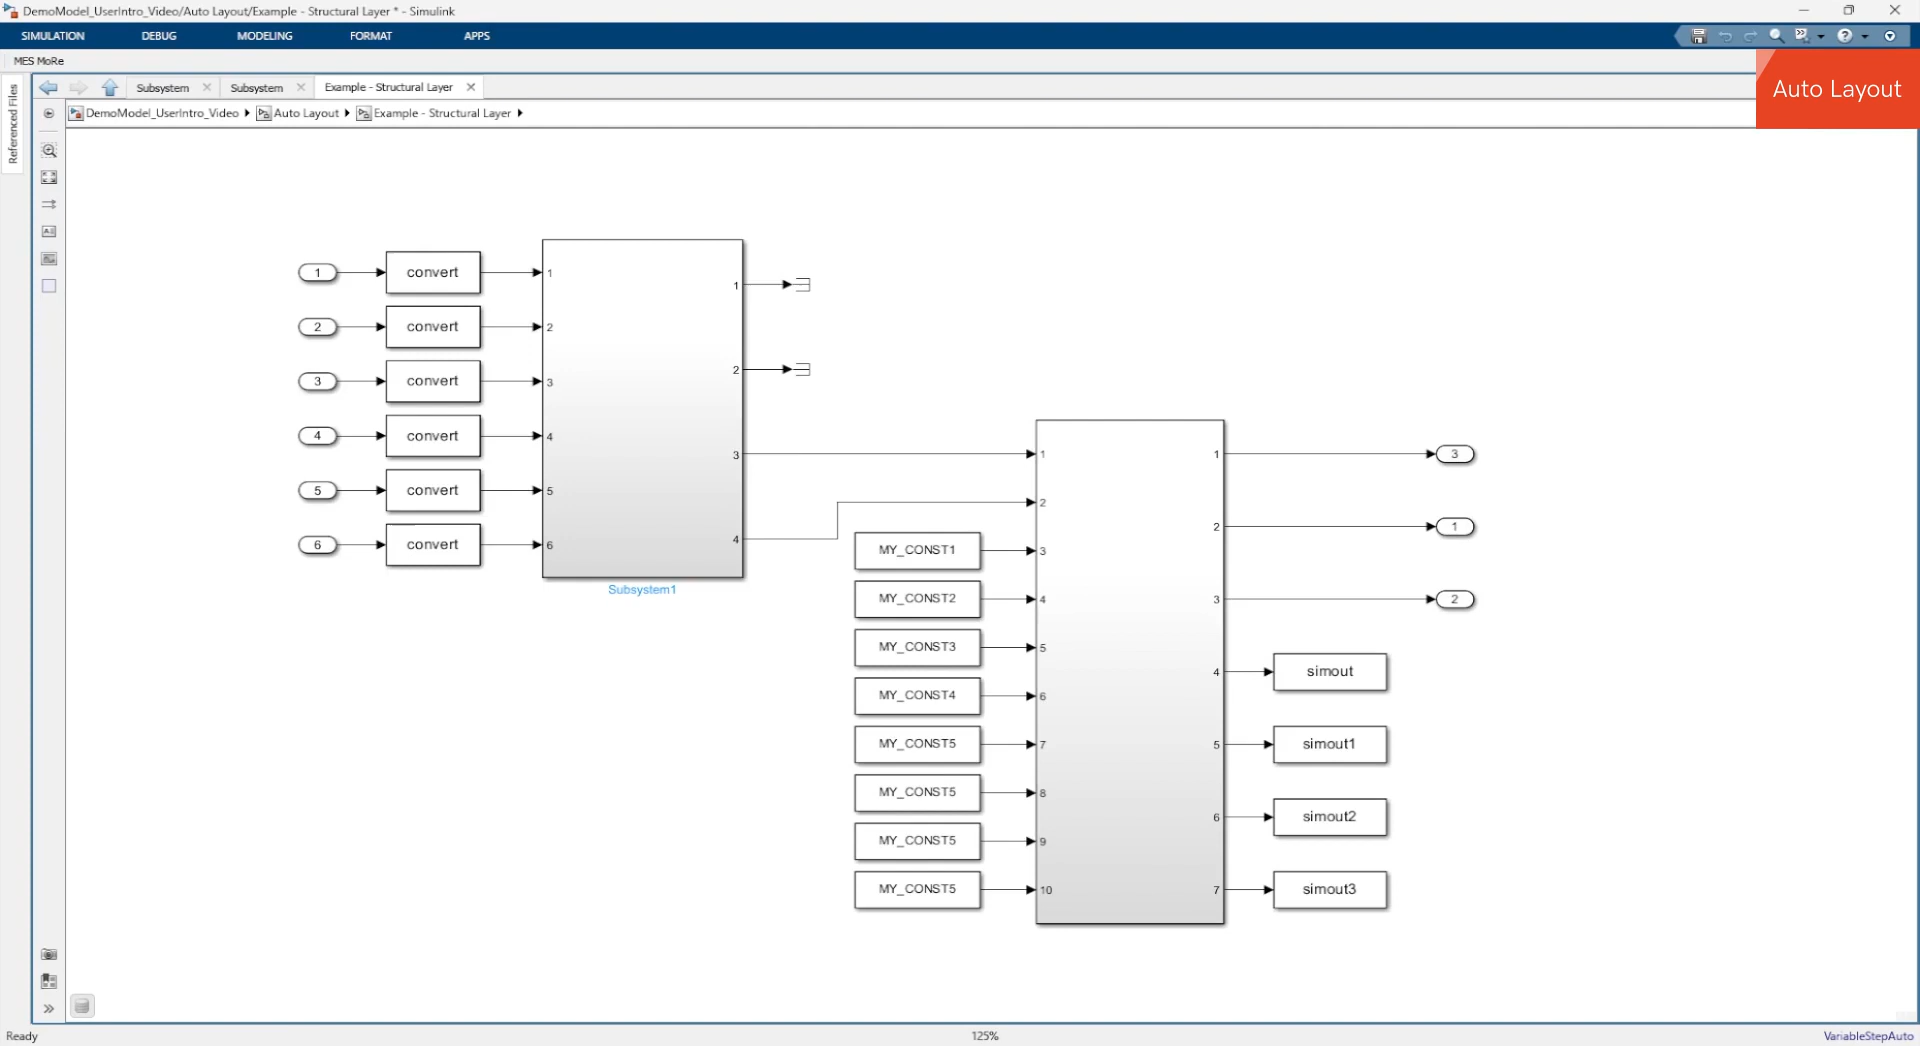 DemoModel_UserIntro_Video/Auto Layout/Example - Structural Layer * - Simulink
SIMULATION DEBUG MODELING FORMAT APPS
MES MoRe
Auto Layout
Referenced Files
Subsystem Subsystem Example - Structural Layer
DemoModel_UserIntro_Video Auto Layout Example - Structural Layer
1 convert 1
2 convert 2
3 convert 3
4 convert 4
5 convert 5
6 convert 6
1
2
3
4
Subsystem1
1
2
MY_CONST1 3
MY_CONST2 4
MY_CONST3 5
MY_CONST4 6
MY_CONST5 7
MY_CONST5 8
MY_CONST5 9
MY_CONST5 10
1 3
2 1
3 2
4 simout
5 simout1
6 simout2
7 simout3
Ready 125% VariableStepAuto